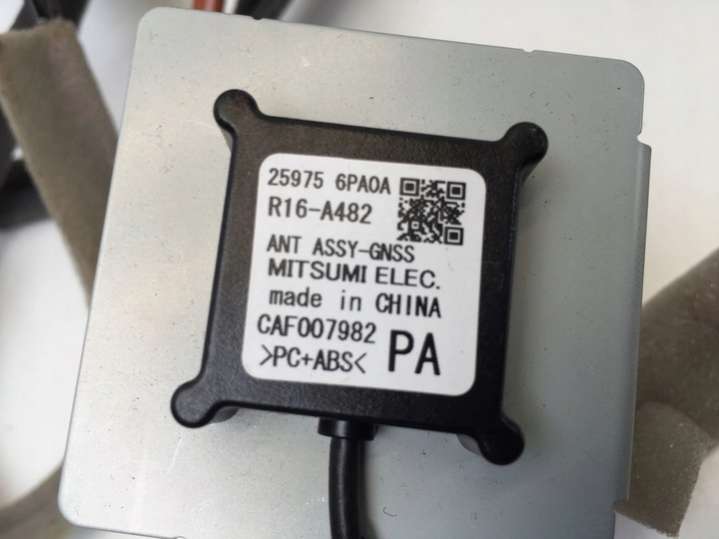 25975 6PA0A
R16-A482
ANT ASSY-GNSS
MITSUMI ELEC.
made in CHINA
CAF007982
>PC+ABS<
PA